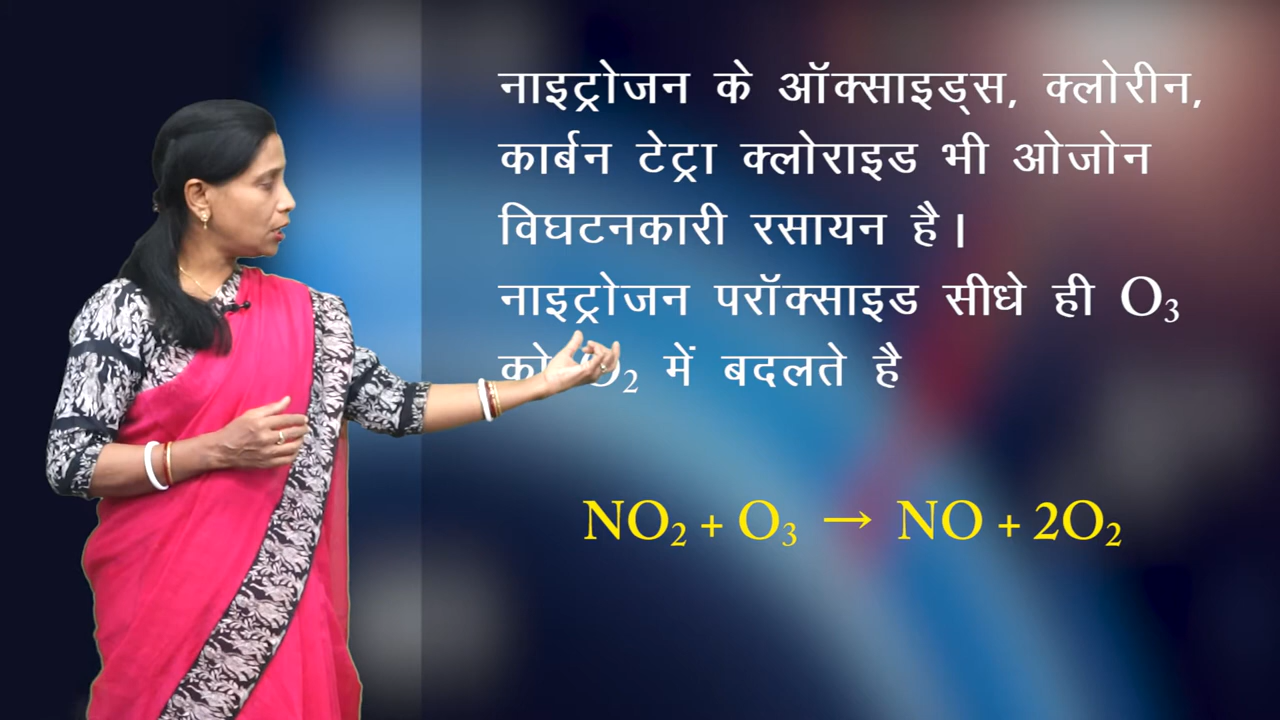 नाइट्रोजन के ऑक्साइड्स, क्लोरीन,
कार्बन टेट्रा क्लोराइड भी ओजोन
विघटनकारी रसायन है।
नाइट्रोजन परॉक्साइड सीधे ही O₃
को O₂ में बदलते है
NO₂ + O₃ → NO + 2O₂